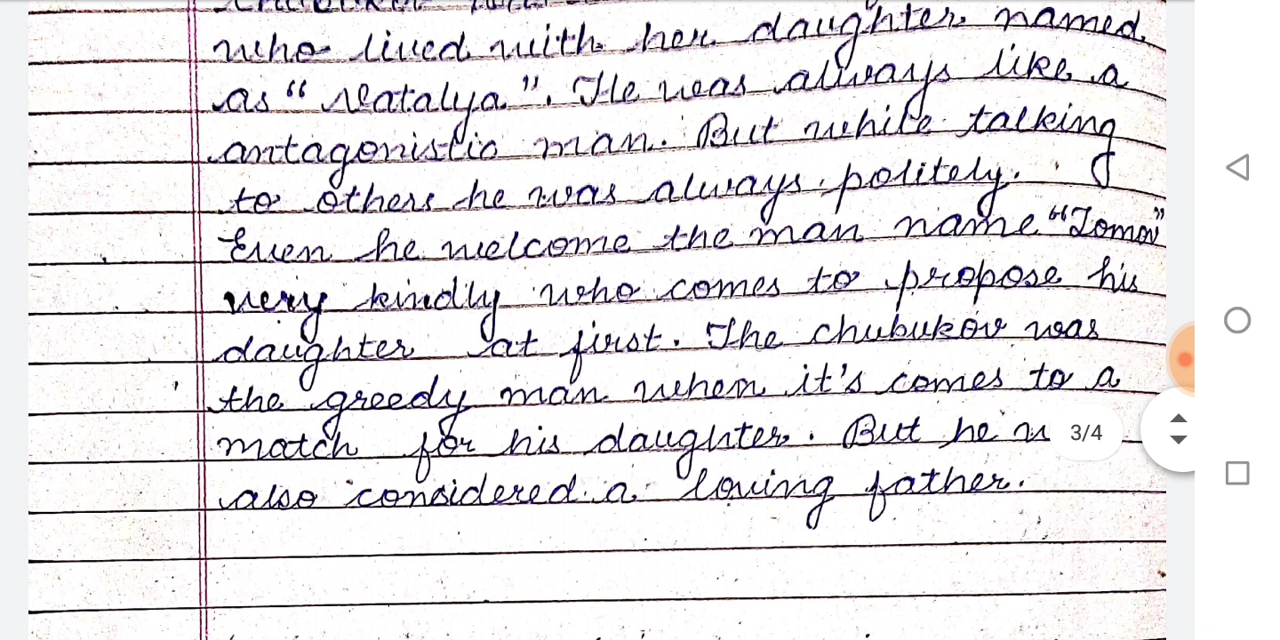 who lived with her daughter named
as “Natalya”. He was always like a
antagonistic man. But while talking
to others he was always politely.
Even he welcome the man name “Lomov”
very kindly who comes to propose his
daughter at first. The chubukov was
the greedy man when it's comes to a
match for his daughter. But he is
3/4
also considered a loving father.